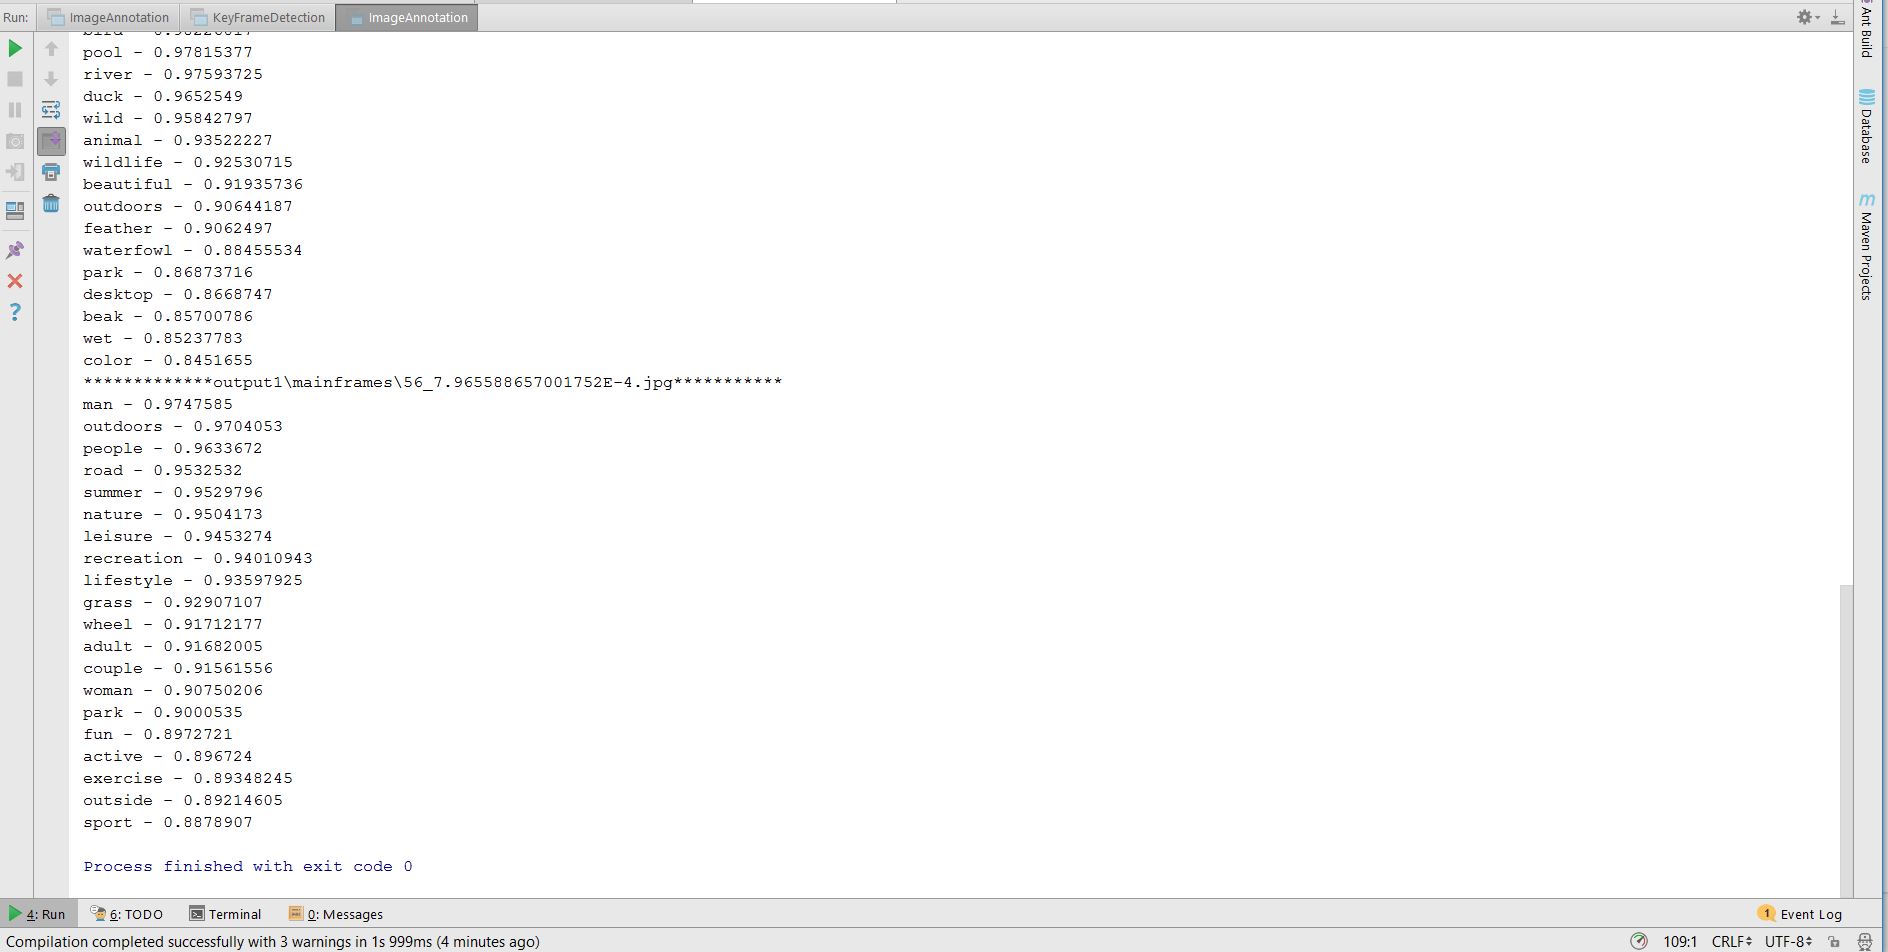 Run: ImageAnnotation KeyFrameDetection ImageAnnotation
pool - 0.97815377
river - 0.97593725
duck - 0.9652549
wild - 0.95842797
animal - 0.93522227
wildlife - 0.92530715
beautiful - 0.91935736
outdoors - 0.90644187
feather - 0.9062497
waterfowl - 0.88455534
park - 0.86873716
desktop - 0.8668747
beak - 0.85700786
wet - 0.85237783
color - 0.8451655
*************output1\mainframes\56_7.965588657001752E-4.jpg***********
man - 0.9747585
outdoors - 0.9704053
people - 0.9633672
road - 0.9532532
summer - 0.9529796
nature - 0.9504173
leisure - 0.9453274
recreation - 0.94010943
lifestyle - 0.93597925
grass - 0.92907107
wheel - 0.91712177
adult - 0.91682005
couple - 0.91561556
woman - 0.90750206
park - 0.9000535
fun - 0.8972721
active - 0.896724
exercise - 0.89348245
outside - 0.89214605
sport - 0.8878907
Process finished with exit code 0
Ant Build
Database
m Maven Projects
4: Run 6: TODO Terminal 0: Messages 1 Event Log
Compilation completed successfully with 3 warnings in 1s 999ms (4 minutes ago) 109:1 CRLF UTF-8